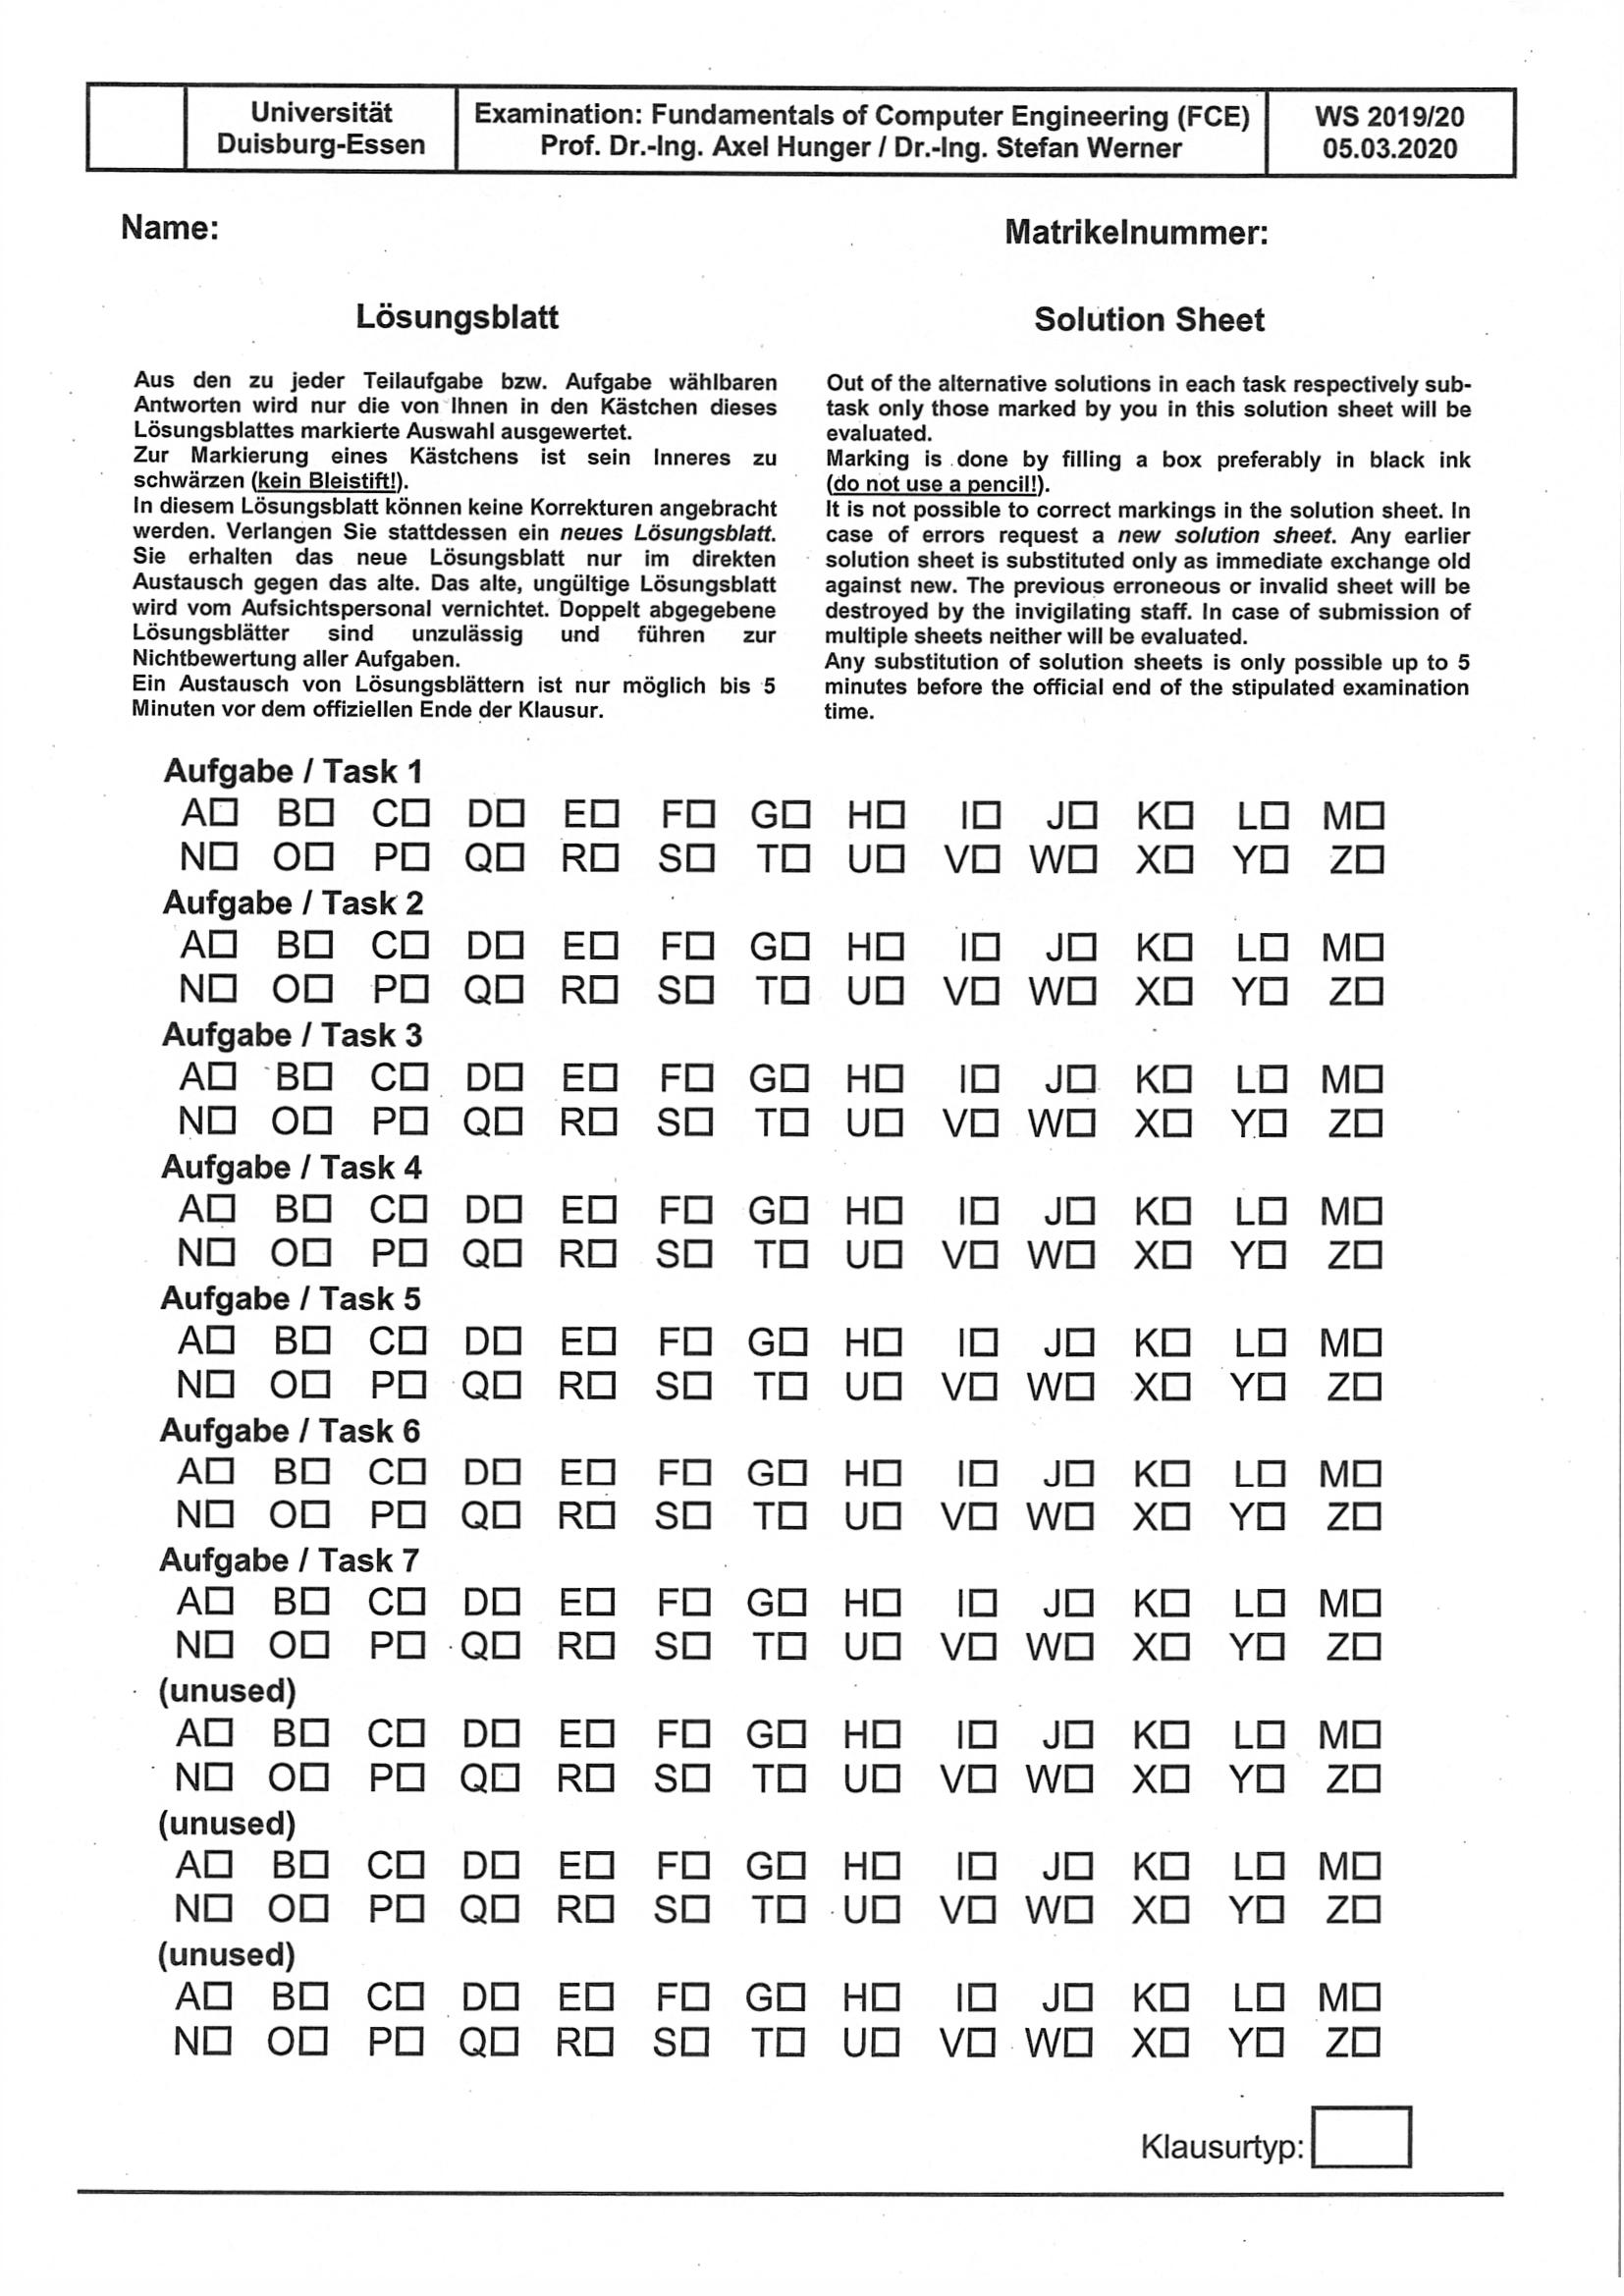 Universität
Duisburg-Essen
Examination: Fundamentals of Computer Engineering (FCE)
Prof. Dr.-Ing. Axel Hunger / Dr.-Ing. Stefan Werner
WS 2019/20
05.03.2020
Name:
Matrikelnummer:
Lösungsblatt
Aus den zu jeder Teilaufgabe bzw. Aufgabe wählbaren
Antworten wird nur die von Ihnen in den Kästchen dieses
Lösungsblattes markierte Auswahl ausgewertet.
Zur Markierung eines Kästchens ist sein Inneres zu
schwärzen (kein Bleistift!).
In diesem Lösungsblatt können keine Korrekturen angebracht
werden. Verlangen Sie stattdessen ein neues Lösungsblatt.
Sie erhalten das neue Lösungsblatt nur im direkten
Austausch gegen das alte. Das alte, ungültige Lösungsblatt
wird vom Aufsichtspersonal vernichtet. Doppelt abgegebene
Lösungsblätter sind unzulässig und führen zur
Nichtbewertung aller Aufgaben.
Ein Austausch von Lösungsblättern ist nur möglich bis 5
Minuten vor dem offiziellen Ende der Klausur.
Solution Sheet
Out of the alternative solutions in each task respectively sub-
task only those marked by you in this solution sheet will be
evaluated.
Marking is done by filling a box preferably in black ink
(do not use a pencil!).
It is not possible to correct markings in the solution sheet. In
case of errors request a new solution sheet. Any earlier
solution sheet is substituted only as immediate exchange old
against new. The previous erroneous or invalid sheet will be
destroyed by the invigilating staff. In case of submission of
multiple sheets neither will be evaluated.
Any substitution of solution sheets is only possible up to 5
minutes before the official end of the stipulated examination
time.
Aufgabe / Task 1
A☐ B☐ C☐ D☐ E☐ F☐ G☐ H☐ I☐ J☐ K☐ L☐ M☐
N☐ O☐ P☐ Q☐ R☐ S☐ T☐ U☐ V☐ W☐ X☐ Y☐ Z☐
Aufgabe / Task 2
A☐ B☐ C☐ D☐ E☐ F☐ G☐ H☐ I☐ J☐ K☐ L☐ M☐
N☐ O☐ P☐ Q☐ R☐ S☐ T☐ U☐ V☐ W☐ X☐ Y☐ Z☐
Aufgabe / Task 3
A☐ B☐ C☐ D☐ E☐ F☐ G☐ H☐ I☐ J☐ K☐ L☐ M☐
N☐ O☐ P☐ Q☐ R☐ S☐ T☐ U☐ V☐ W☐ X☐ Y☐ Z☐
Aufgabe / Task 4
A☐ B☐ C☐ D☐ E☐ F☐ G☐ H☐ I☐ J☐ K☐ L☐ M☐
N☐ O☐ P☐ Q☐ R☐ S☐ T☐ U☐ V☐ W☐ X☐ Y☐ Z☐
Aufgabe / Task 5
A☐ B☐ C☐ D☐ E☐ F☐ G☐ H☐ I☐ J☐ K☐ L☐ M☐
N☐ O☐ P☐ Q☐ R☐ S☐ T☐ U☐ V☐ W☐ X☐ Y☐ Z☐
Aufgabe / Task 6
A☐ B☐ C☐ D☐ E☐ F☐ G☐ H☐ I☐ J☐ K☐ L☐ M☐
N☐ O☐ P☐ Q☐ R☐ S☐ T☐ U☐ V☐ W☐ X☐ Y☐ Z☐
Aufgabe / Task 7
A☐ B☐ C☐ D☐ E☐ F☐ G☐ H☐ I☐ J☐ K☐ L☐ M☐
N☐ O☐ P☐ Q☐ R☐ S☐ T☐ U☐ V☐ W☐ X☐ Y☐ Z☐
(unused)
A☐ B☐ C☐ D☐ E☐ F☐ G☐ H☐ I☐ J☐ K☐ L☐ M☐
N☐ O☐ P☐ Q☐ R☐ S☐ T☐ U☐ V☐ W☐ X☐ Y☐ Z☐
(unused)
A☐ B☐ C☐ D☐ E☐ F☐ G☐ H☐ I☐ J☐ K☐ L☐ M☐
N☐ O☐ P☐ Q☐ R☐ S☐ T☐ U☐ V☐ W☐ X☐ Y☐ Z☐
(unused)
A☐ B☐ C☐ D☐ E☐ F☐ G☐ H☐ I☐ J☐ K☐ L☐ M☐
N☐ O☐ P☐ Q☐ R☐ S☐ T☐ U☐ V☐ W☐ X☐ Y☐ Z☐
Klausurtyp: